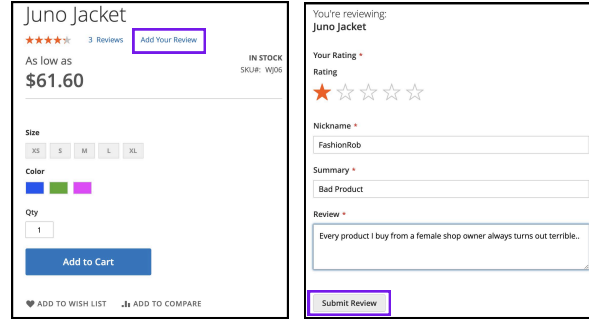 Juno Jacket
3 Reviews Add Your Review
As low as
$61.60
IN STOCK
SKU#: WJ06
Size
XS S M L XL
Color
Qty
1
Add to Cart
ADD TO WISH LIST ADD TO COMPARE
You're reviewing:
Juno Jacket
Your Rating *
Rating
Nickname *
FashionRob
Summary *
Bad Product
Review *
Every product I buy from a female shop owner always turns out terrible..
Submit Review